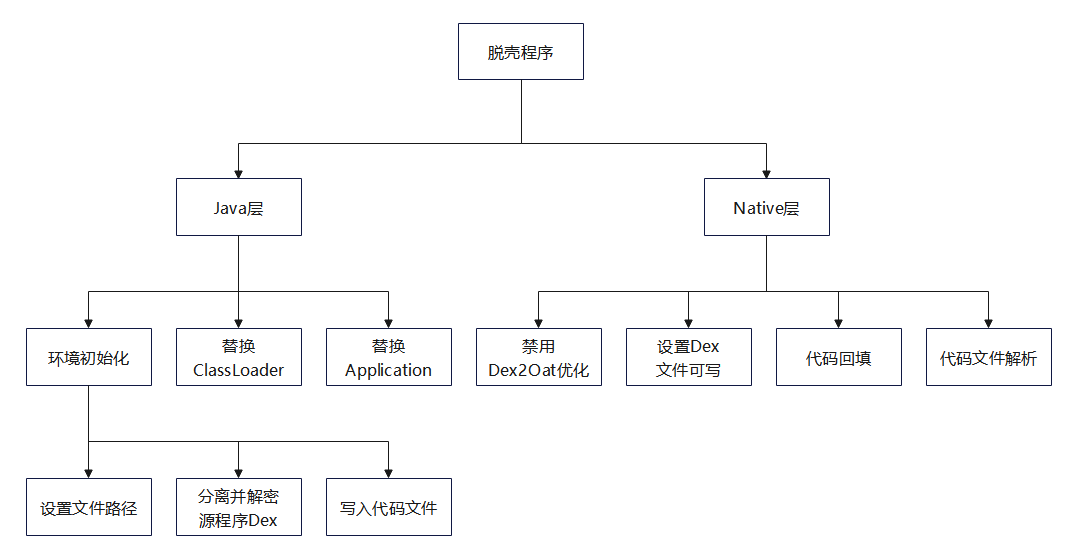 脱壳程序
Java层
Native层
环境初始化
替换
ClassLoader
替换
Application
禁用
Dex2Oat优化
设置Dex
文件可写
代码回填
代码文件解析
设置文件路径
分离并解密
源程序Dex
写入代码文件